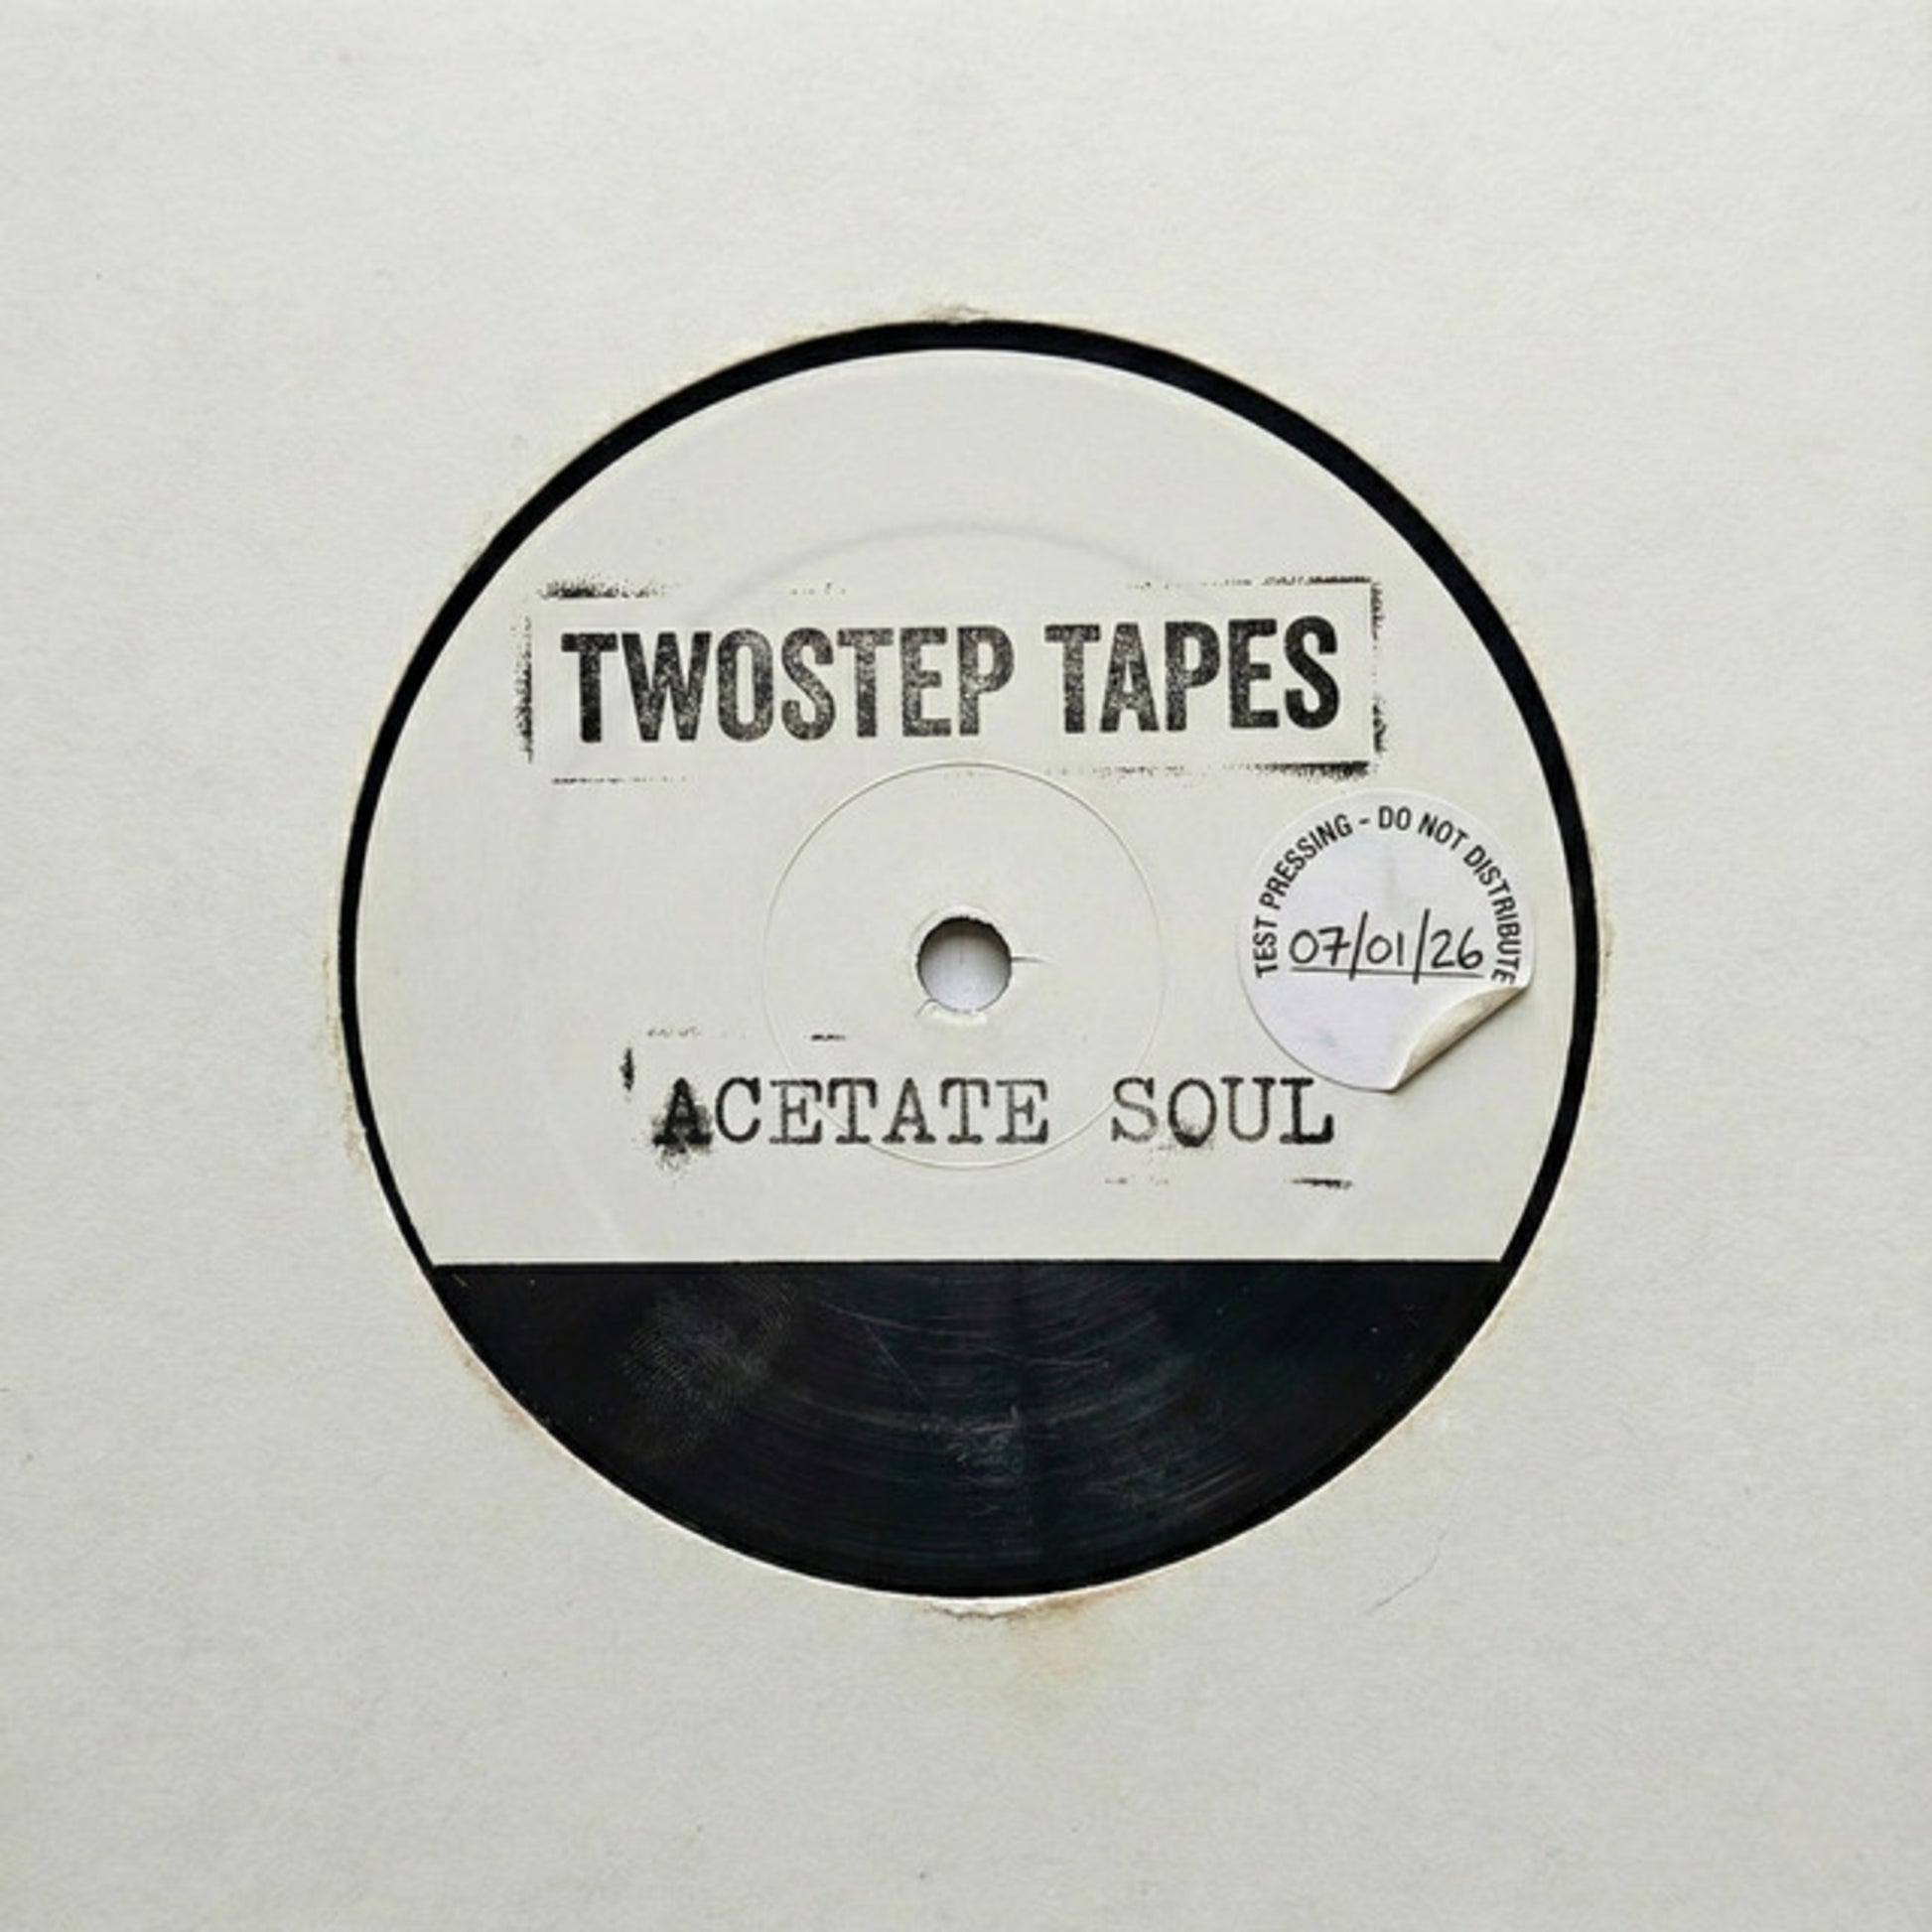 TWOSTEP TAPES
TEST PRESSING - DO NOT DISTRIBUTE
07/01/26
ACETATE SOUL